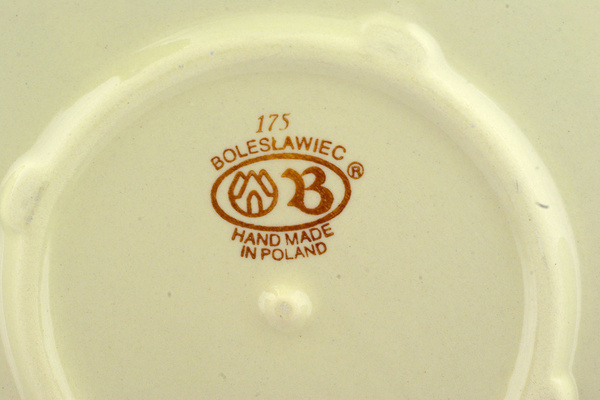 175
BOLESŁAWIEC ®
B
HAND MADE
IN POLAND